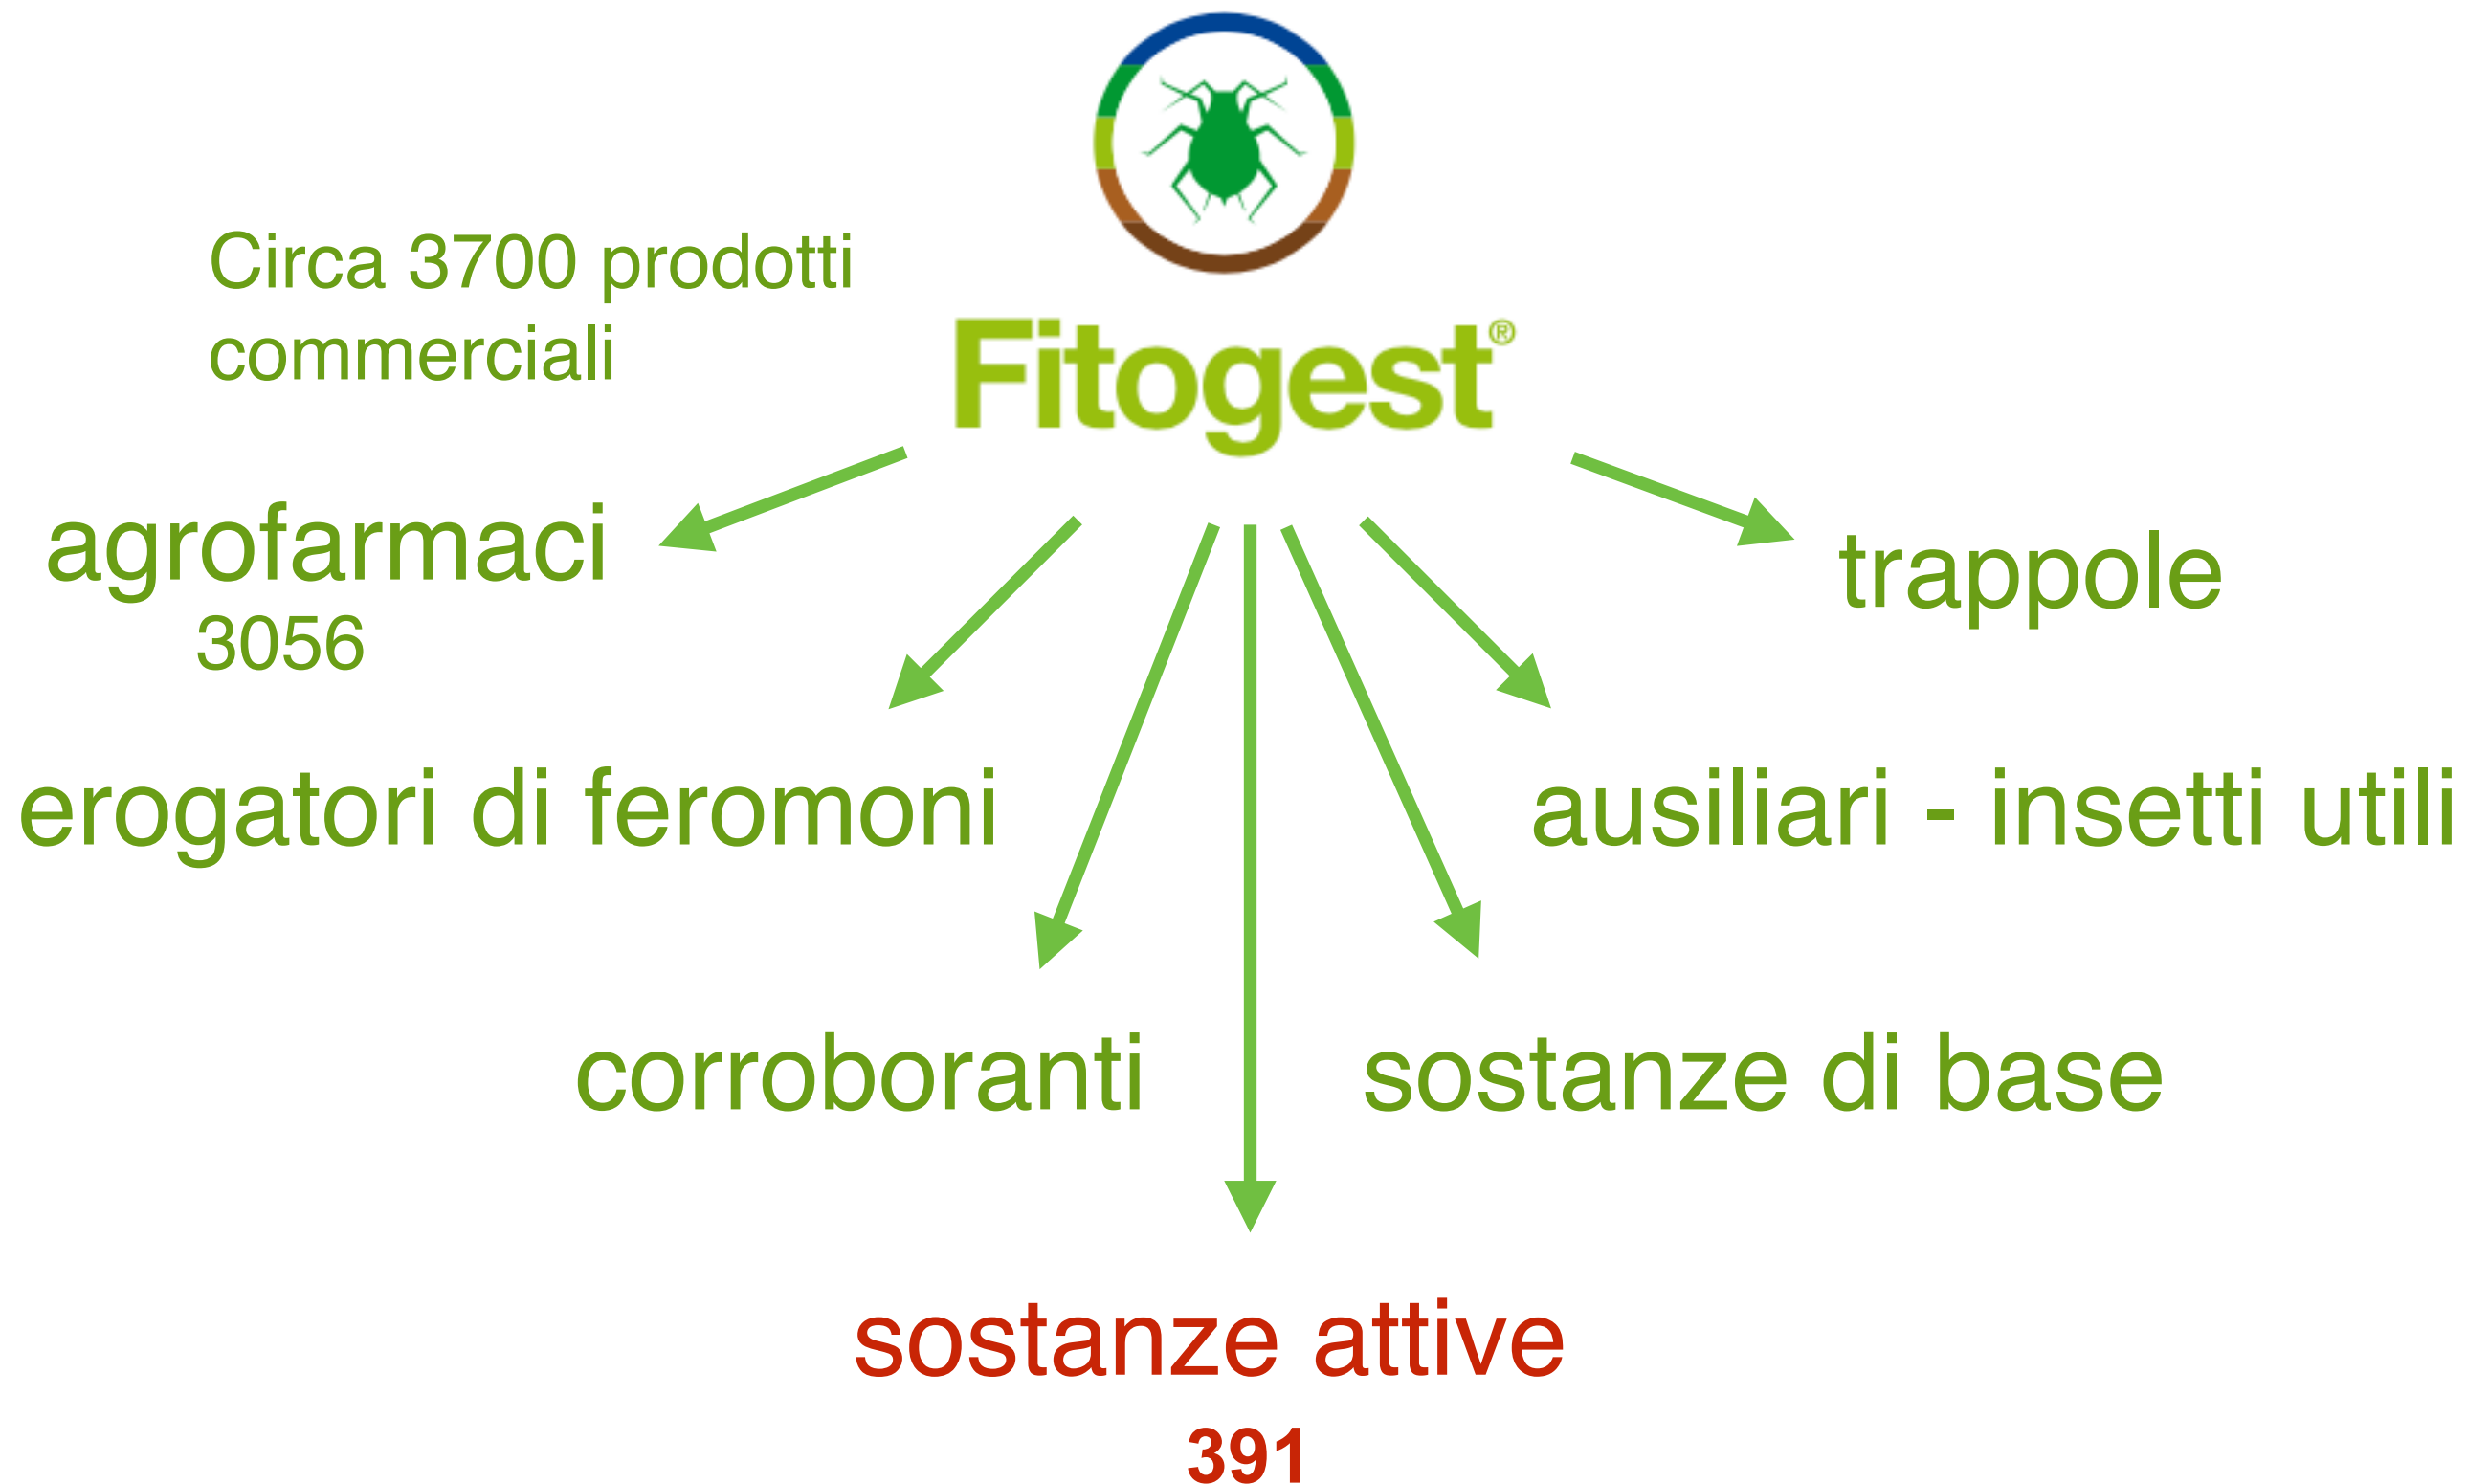 Circa 3700 prodotti
commerciali
Fitogest®
agrofarmaci
3056
trappole
erogatori di feromoni
ausiliari - insetti utili
corroboranti
sostanze di base
sostanze attive
391